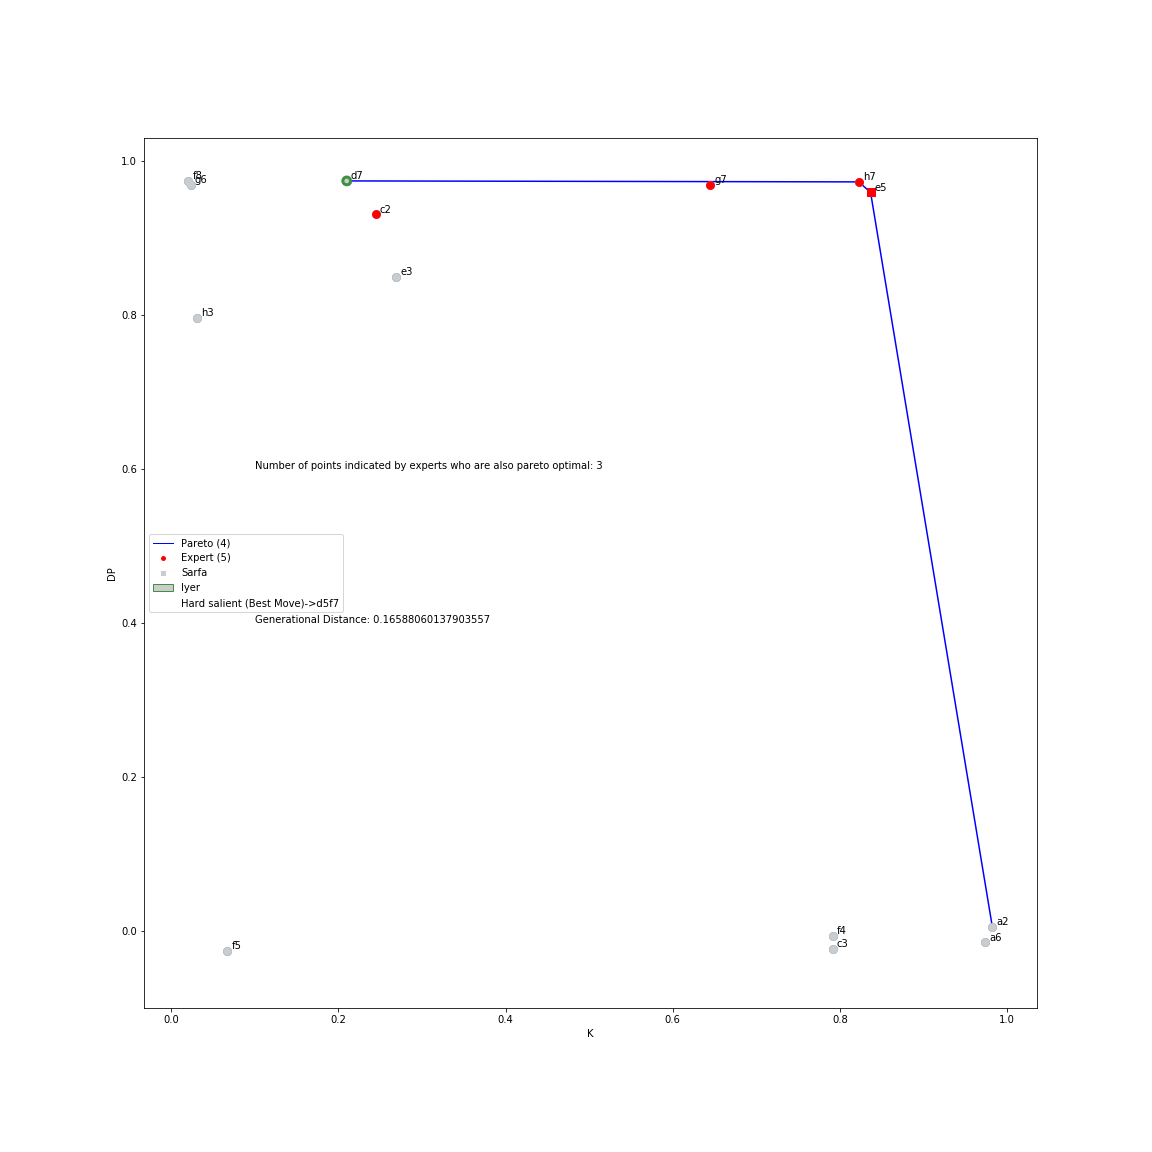 1.0
f8
g6
d7
g7
h7
e5
c2
e3
0.8
h3
0.6
Number of points indicated by experts who are also pareto optimal: 3
Pareto (4)
Expert (5)
Sarfa
Iyer
Hard salient (Best Move)->d5f7
DP
0.4
Generational Distance: 0.16588060137903557
0.2
0.0
a2
f4
a6
c3
f5
0.0
0.2
0.4
0.6
0.8
1.0
K